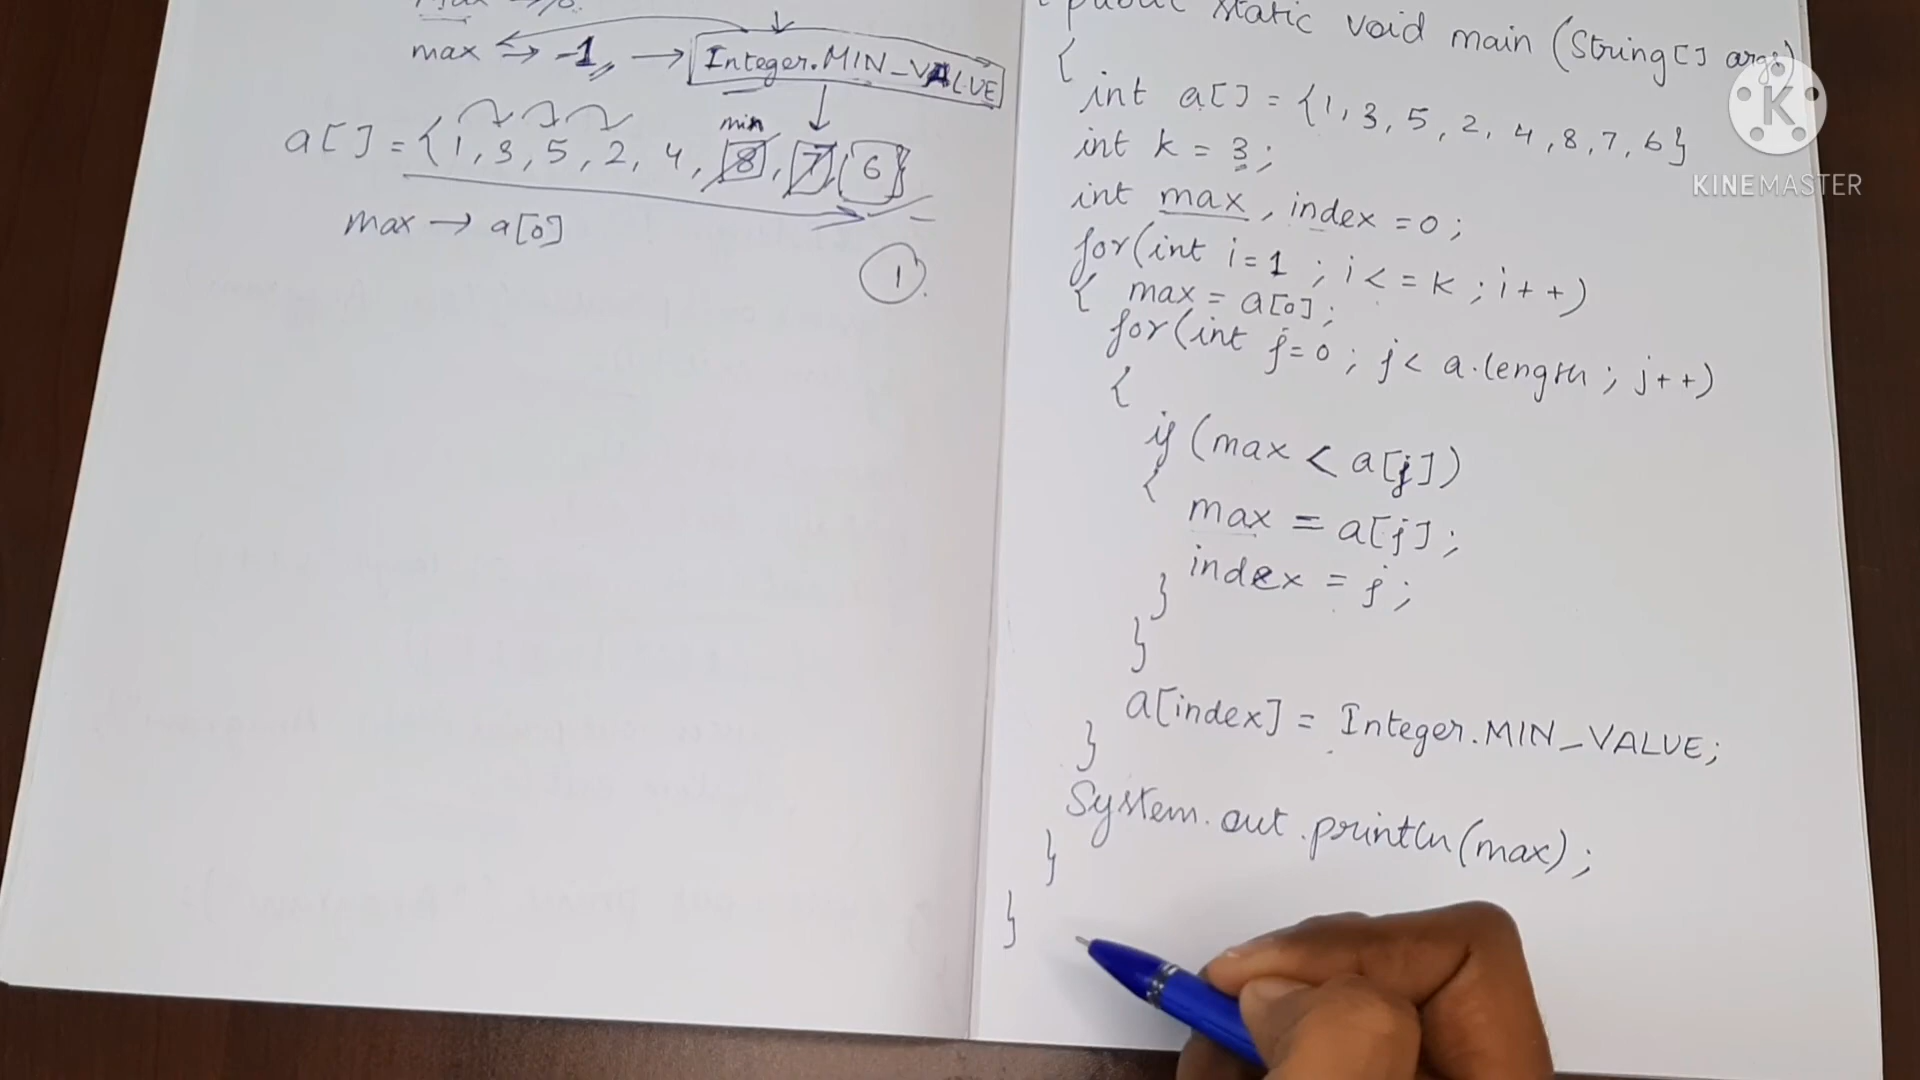 max → -1, → Integer.MIN_VALUE
min
a[ ] = {1, 3, 5, 2, 4, 8, 7, 6}
max → a[0]
1
public static void main (String[] args)
{
int a[] = {1, 3, 5, 2, 4, 8, 7, 6}
int k = 3;
int max, index = 0;
for(int i = 1 ; i <= k ; i++)
{ max = a[0];
for(int j = 0 ; j < a.length ; j++)
{
if (max < a[j])
{
max = a[j];
index = j;
}
}
a[index] = Integer.MIN_VALUE;
}
System.out.println(max);
}
}
K
KINEMASTER